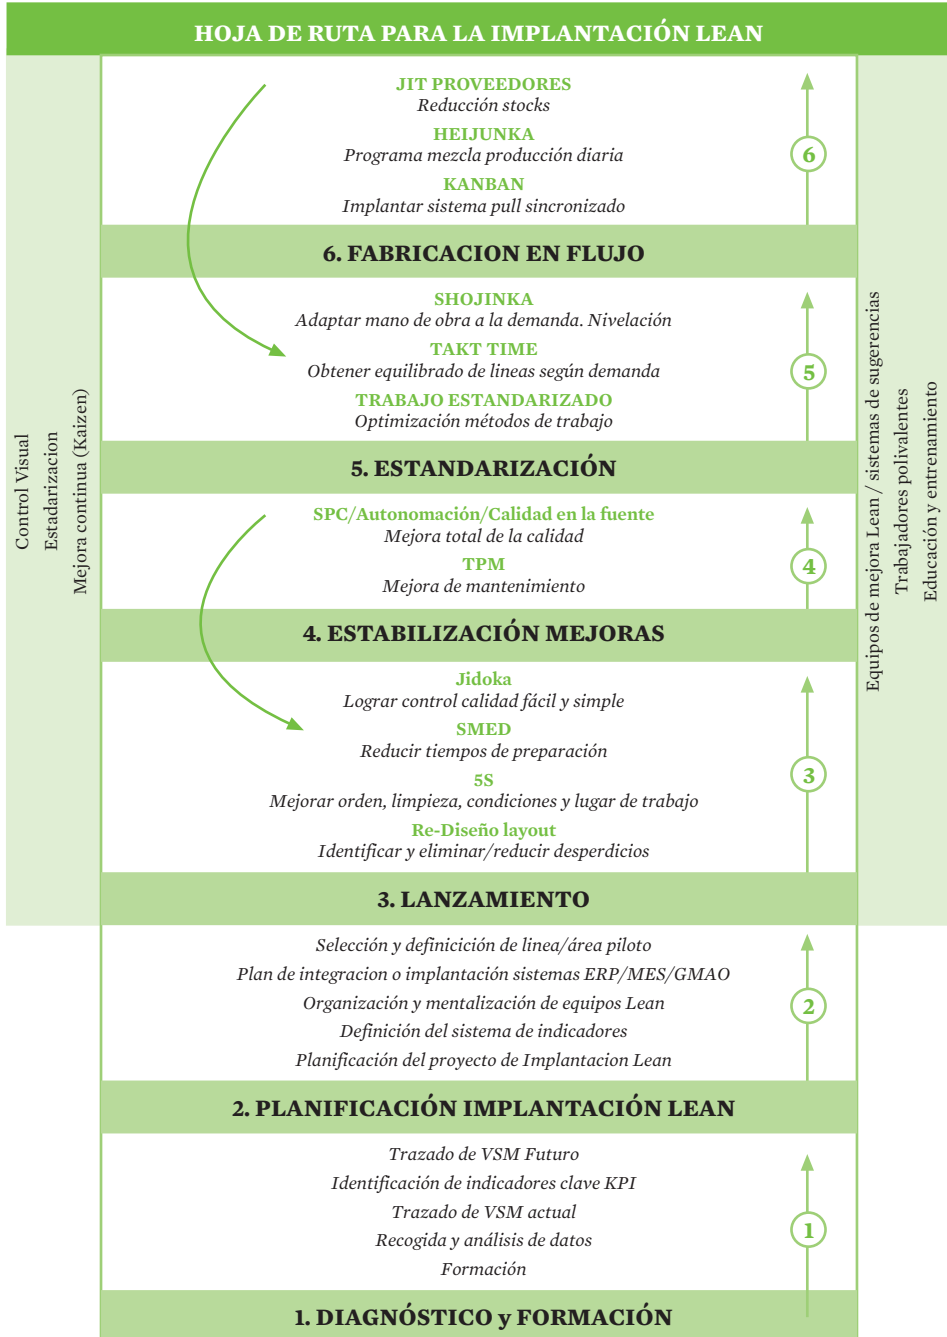 HOJA DE RUTA PARA LA IMPLANTACIÓN LEAN
JIT PROVEEDORES
Reducción stocks
HEIJUNKA
Programa mezcla producción diaria
KANBAN
Implantar sistema pull sincronizado
6
6. FABRICACION EN FLUJO
SHOJINKA
Adaptar mano de obra a la demanda. Nivelación
TAKT TIME
Obtener equilibrado de lineas según demanda
TRABAJO ESTANDARIZADO
Optimización métodos de trabajo
5
5. ESTANDARIZACIÓN
SPC/Autonomación/Calidad en la fuente
Mejora total de la calidad
TPM
Mejora de mantenimiento
4
4. ESTABILIZACIÓN MEJORAS
Jidoka
Lograr control calidad fácil y simple
SMED
Reducir tiempos de preparación
5S
Mejorar orden, limpieza, condiciones y lugar de trabajo
Re-Diseño layout
Identificar y eliminar/reducir desperdicios
3
3. LANZAMIENTO
Selección y definicición de linea/área piloto
Plan de integracion o implantación sistemas ERP/MES/GMAO
Organización y mentalización de equipos Lean
Definición del sistema de indicadores
Planificación del proyecto de Implantacion Lean
2
2. PLANIFICACIÓN IMPLANTACIÓN LEAN
Trazado de VSM Futuro
Identificación de indicadores clave KPI
Trazado de VSM actual
Recogida y análisis de datos
Formación
1
1. DIAGNÓSTICO y FORMACIÓN
Control Visual
Estadarizacion
Mejora continua (Kaizen)
Equipos de mejora Lean / sistemas de sugerencias
Trabajadores polivalentes
Educación y entrenamiento